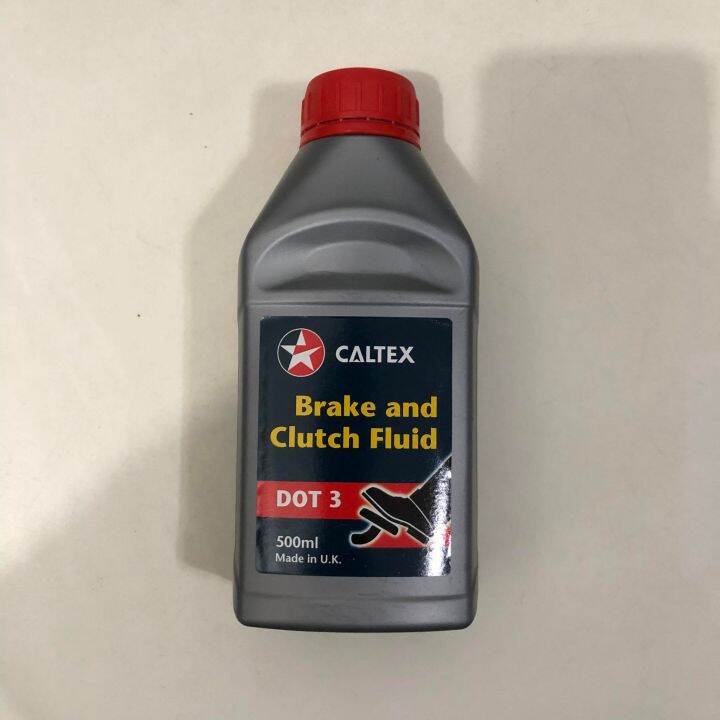 CALTEX
Brake and
Clutch Fluid
DOT 3
500ml
Made in U.K.